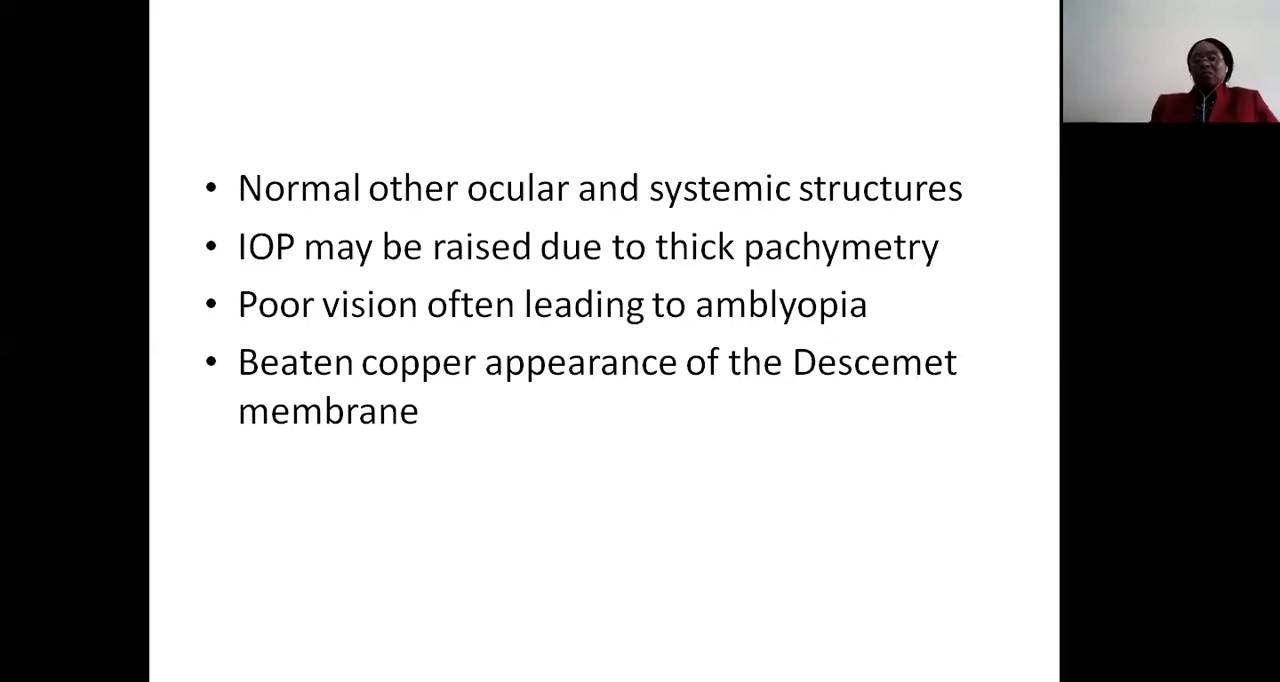 • Normal other ocular and systemic structures
• IOP may be raised due to thick pachymetry
• Poor vision often leading to amblyopia
• Beaten copper appearance of the Descemet
membrane